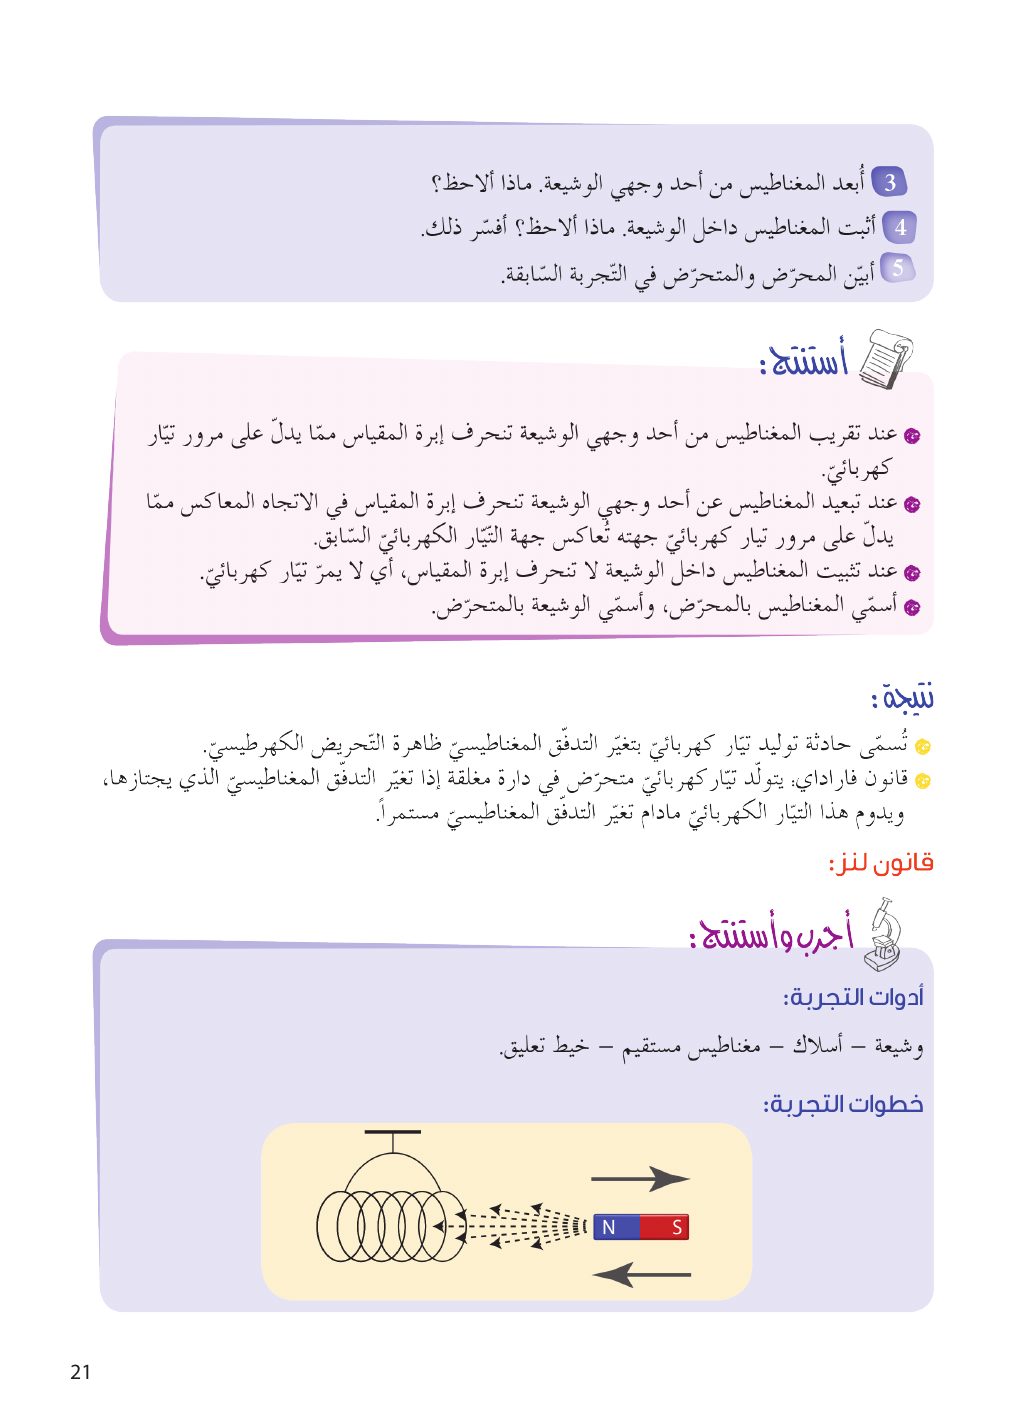 3 أُبعد المغناطيس من أحد وجهي الوشيعة. ماذا ألاحظ؟
4 أثبت المغناطيس داخل الوشيعة. ماذا ألاحظ؟ أفسّر ذلك.
5 أبيّن المحرّض والمتحرّض في التّجربة السّابقة.
أستنتج:
عند تقريب المغناطيس من أحد وجهي الوشيعة تنحرف إبرة المقياس ممّا يدلّ على مرور تيّار
كهربائيّ.
عند تبعيد المغناطيس عن أحد وجهي الوشيعة تنحرف إبرة المقياس في الاتجاه المعاكس ممّا
يدلّ على مرور تيار كهربائيّ جهته تُعاكس جهة التّيّار الكهربائيّ السّابق.
عند تثبيت المغناطيس داخل الوشيعة لا تنحرف إبرة المقياس، أي لا يمرّ تيّار كهربائيّ.
أسمّي المغناطيس بالمحرّض، وأسمّي الوشيعة بالمتحرّض.
نتيجة:
تُسمّى حادثة توليد تيّار كهربائيّ بتغيّر التدفّق المغناطيسيّ ظاهرة التّحريض الكهرطيسيّ.
قانون فاراداي: يتولّد تيّار كهربائيّ متحرّض في دارة مغلقة إذا تغيّر التدفّق المغناطيسيّ الذي يجتازها،
ويدوم هذا التيّار الكهربائيّ مادام تغيّر التدفّق المغناطيسيّ مستمراً.
قانون لنز:
أجرب وأستنتج:
أدوات التجربة:
وشيعة – أسلاك – مغناطيس مستقيم – خيط تعليق.
خطوات التجربة:
N S
21